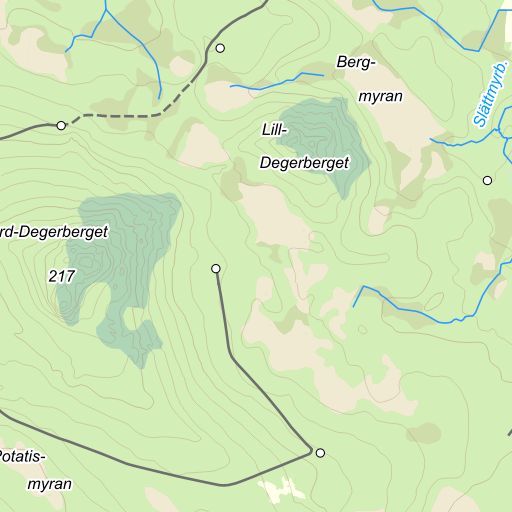 Berg-
myran
Slättmyrb.
Lill-
Degerberget
rd-Degerberget
217
Potatis-
myran